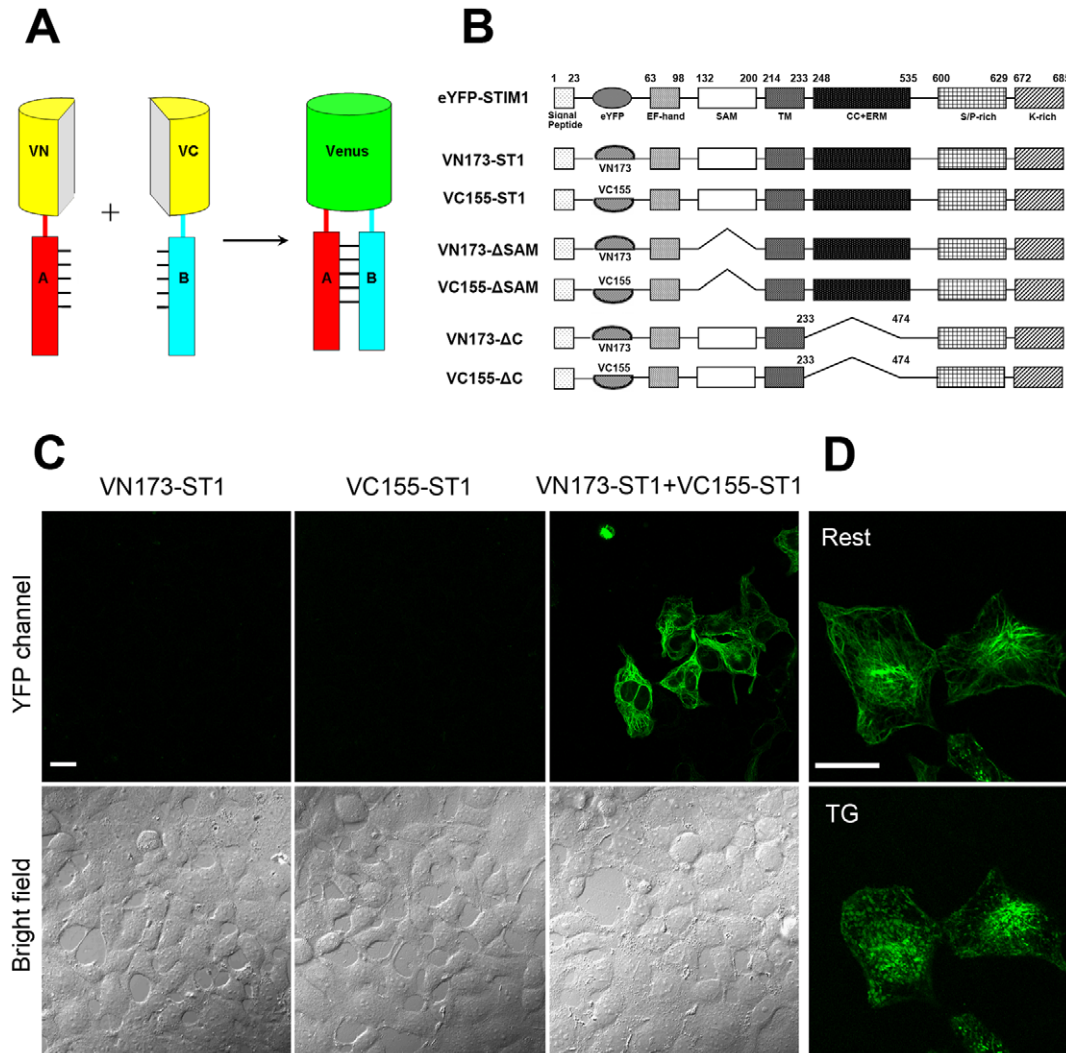 A
VN
VC
Venus
+
A
B
A
B
B
1 23 63 98 132 200 214 233 248 535 600 629 672 685
eYFP-STIM1
Signal Peptide eYFP EF-hand SAM TM CC+ERM S/P-rich K-rich
VN173-ST1
VN173
VC155-ST1
VC155
VN173-ΔSAM
VN173
VC155-ΔSAM
VC155
VN173-ΔC
VN173
233 474
VC155-ΔC
VC155
233 474
C
VN173-ST1
VC155-ST1
VN173-ST1+VC155-ST1
YFP channel
Bright field
D
Rest
TG